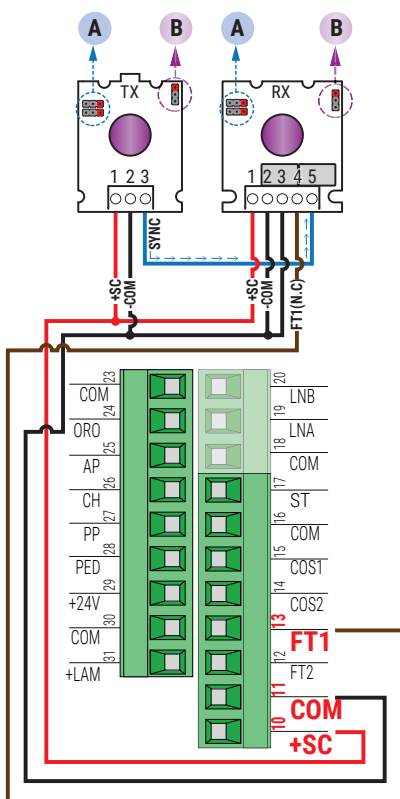 A B A B
TX RX
1 2 3 1 2 3 4 5
SYNC
+SC -COM +SC -COM FT1(N.C)
23 20
COM LNB
24 19
ORO LNA
25 18
AP COM
26 17
CH ST
27 16
PP COM
28 15
PED COS1
29 14
+24V COS2
30 13
COM FT1
31 12
+LAM FT2
11
COM
10
+SC